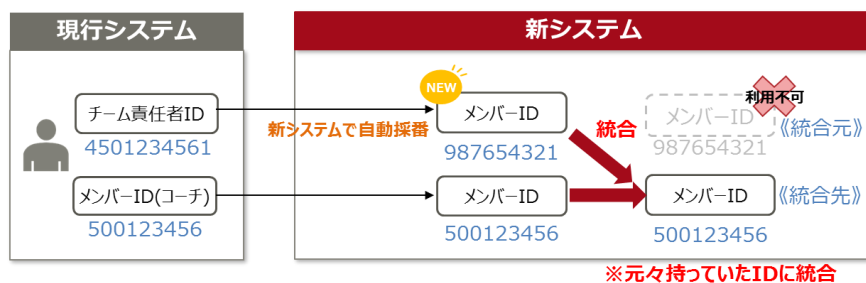 現行システム
新システム
NEW
チーム責任者ID
4501234561
新システムで自動採番
メンバーID
987654321
統合
利用不可
メンバーID
987654321
《統合元》
メンバーID(コーチ)
500123456
メンバーID
500123456
メンバーID
500123456
《統合先》
※元々持っていたIDに統合